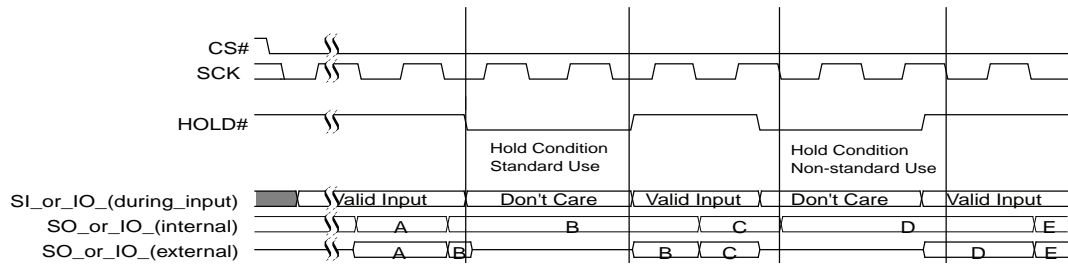 CS#
SCK
HOLD#
Hold Condition
Standard Use
Hold Condition
Non-standard Use
SI_or_IO_(during_input) Valid Input Don't Care Valid Input Don't Care Valid Input
SO_or_IO_(internal) A B C D E
SO_or_IO_(external) A B B C D E